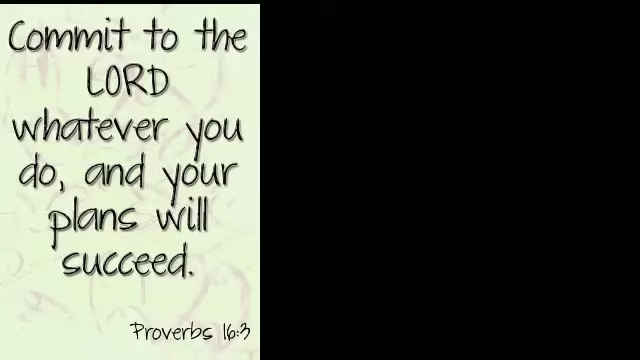 Commit to the
LORD
whatever you
do, and your
plans will
succeed.
Proverbs 16:3